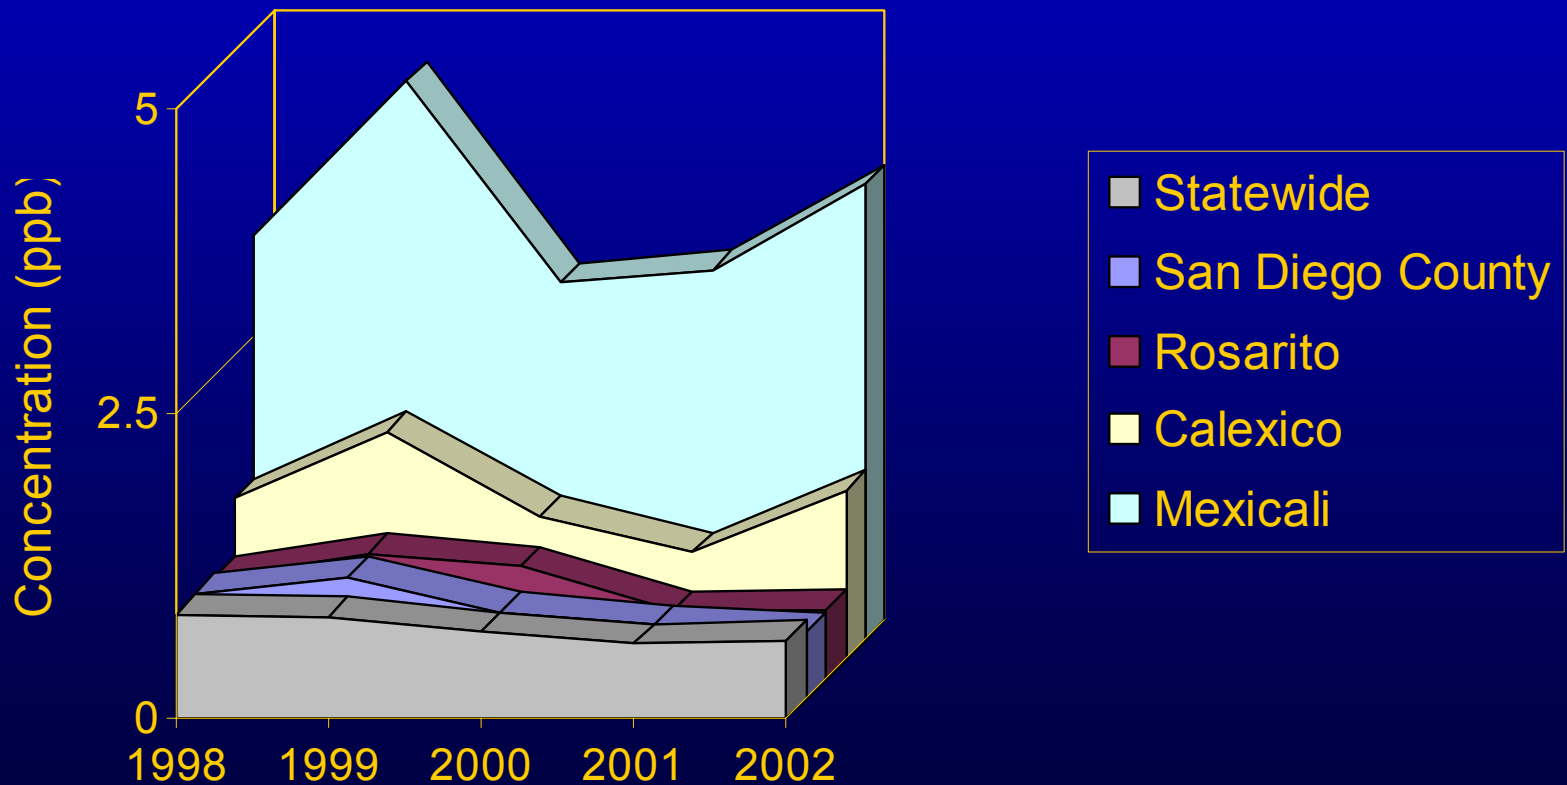 Concentration (ppb)
5
2.5
0
1998 1999 2000 2001 2002
Statewide
San Diego County
Rosarito
Calexico
Mexicali